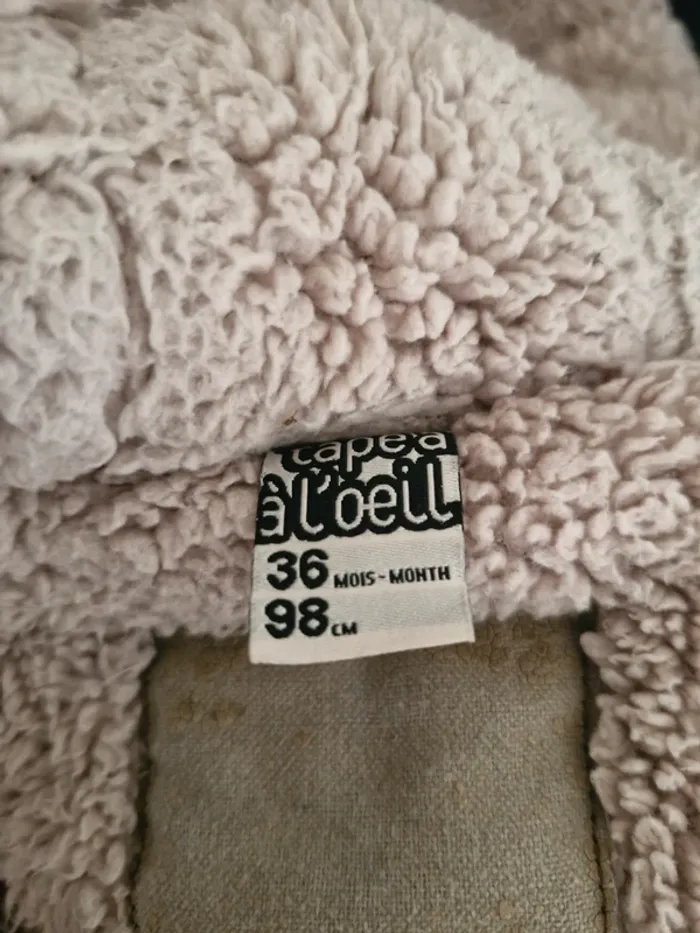 tape à
à l'oeil
36 MOIS - MONTH
98 CM